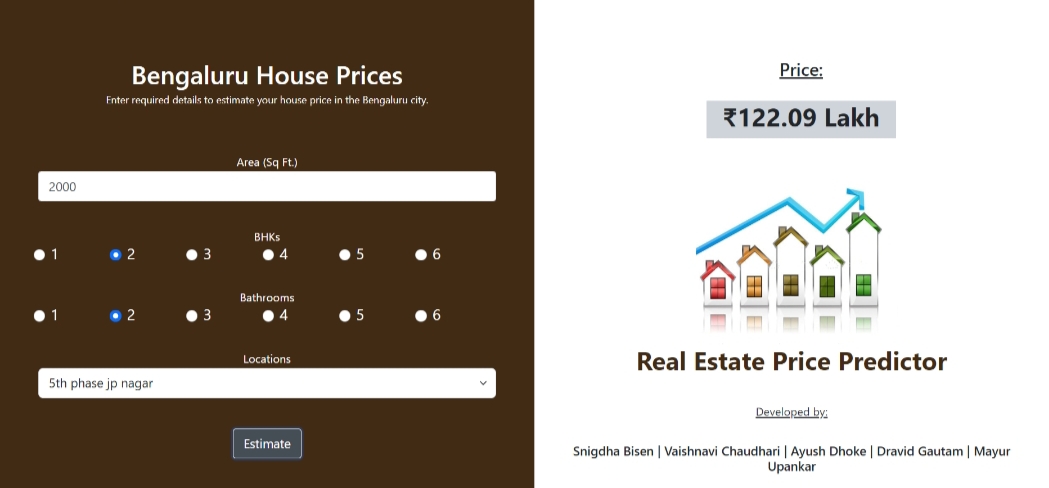 Bengaluru House Prices
Enter required details to estimate your house price in the Bengaluru city.
Area (Sq Ft.)
2000
BHKs
1 2 3 4 5 6
Bathrooms
1 2 3 4 5 6
Locations
5th phase jp nagar
Estimate
Price:
₹122.09 Lakh
Real Estate Price Predictor
Developed by:
Snigdha Bisen | Vaishnavi Chaudhari | Ayush Dhoke | Dravid Gautam | Mayur
Upankar